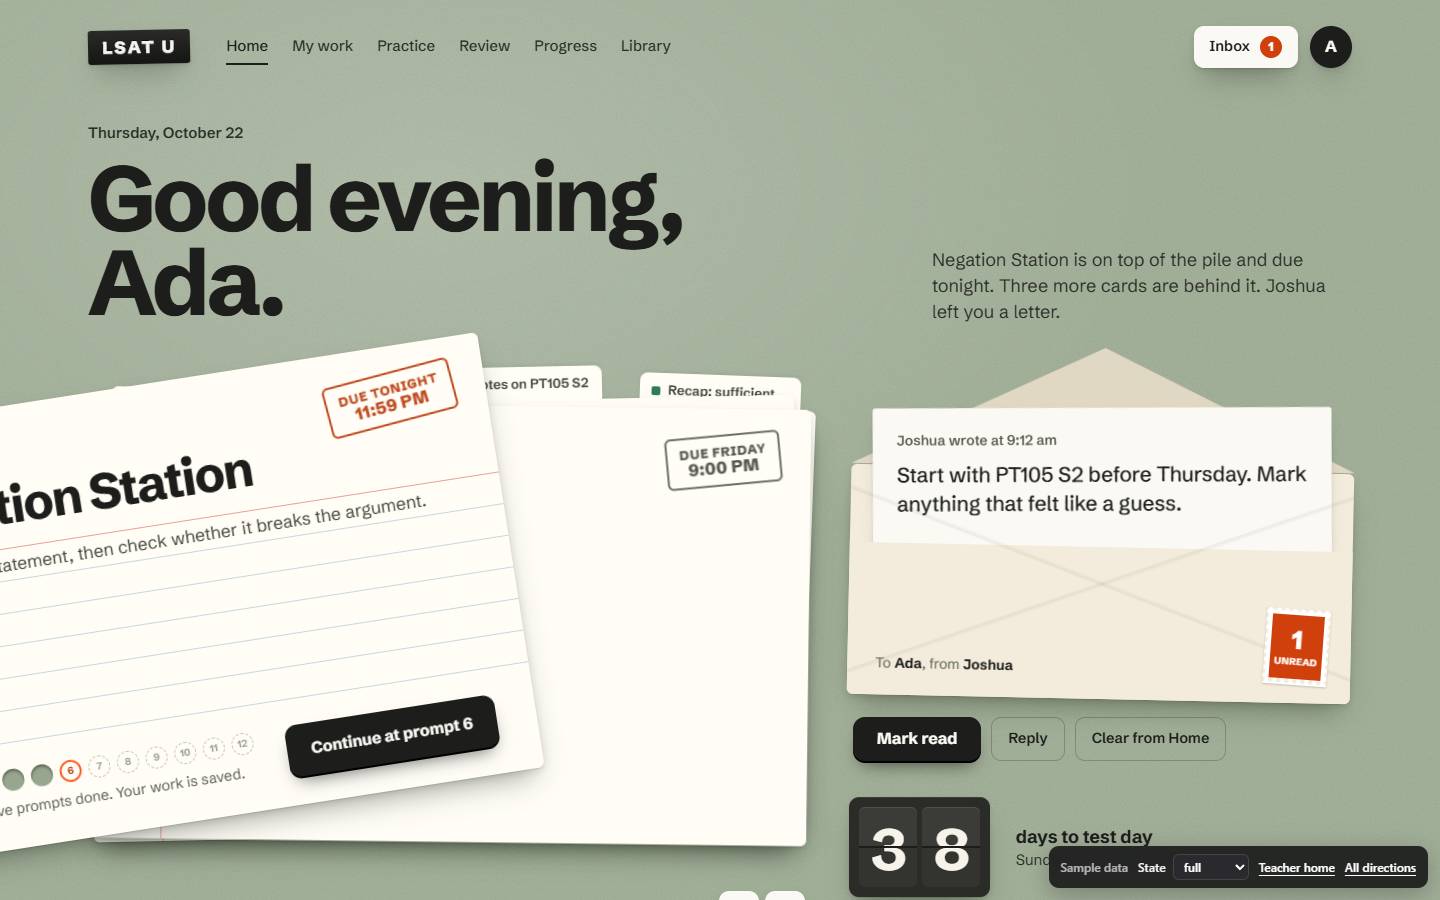 LSAT U
Home
My work
Practice
Review
Progress
Library
Inbox 1
A
Thursday, October 22
Good evening,
Ada.
Negation Station is on top of the pile and due
tonight. Three more cards are behind it. Joshua
left you a letter.
otes on PT105 S2
Recap: sufficient
DUE TONIGHT
11:59 PM
DUE FRIDAY
9:00 PM
tion Station
tatement, then check whether it breaks the argument.
6 7 8 9 10 11 12
ve prompts done. Your work is saved.
Continue at prompt 6
Joshua wrote at 9:12 am
Start with PT105 S2 before Thursday. Mark
anything that felt like a guess.
To Ada, from Joshua
1
UNREAD
Mark read
Reply
Clear from Home
38
days to test day
Sund
Sample data
State
full
Teacher home
All directions